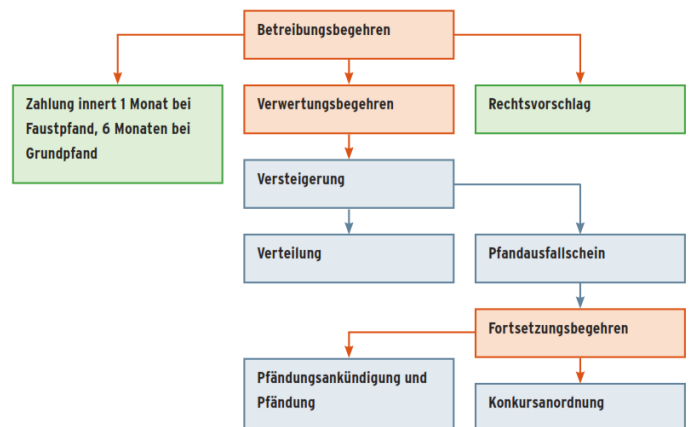 Betreibungsbegehren
Zahlung innert 1 Monat bei
Faustpfand, 6 Monaten bei
Grundpfand
Verwertungsbegehren
Rechtsvorschlag
Versteigerung
Verteilung
Pfandausfallschein
Fortsetzungsbegehren
Pfändungsankündigung und
Pfändung
Konkursanordnung